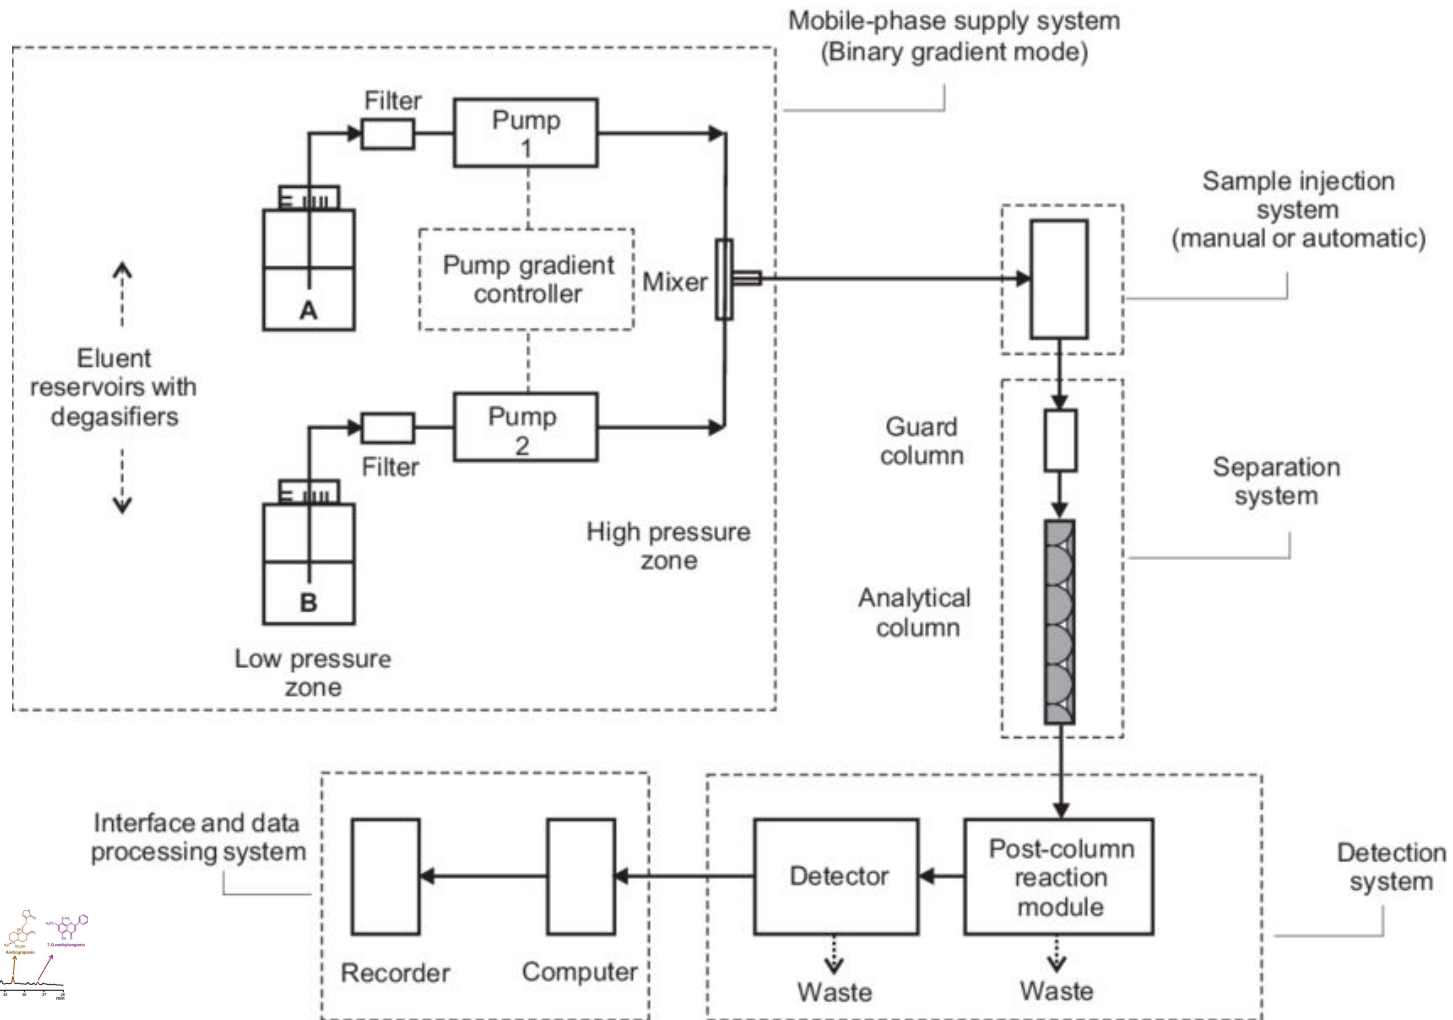 Mobile-phase supply system
(Binary gradient mode)
Filter
Pump
1
Sample injection
system
(manual or automatic)
Pump gradient
controller
Mixer
A
Eluent
reservoirs with
degasifiers
Pump
2
Filter
Guard
column
Separation
system
High pressure
zone
B
Analytical
column
Low pressure
zone
Interface and data
processing system
Detector
Post-column
reaction
module
Detection
system
Recorder
Computer
Waste
Waste